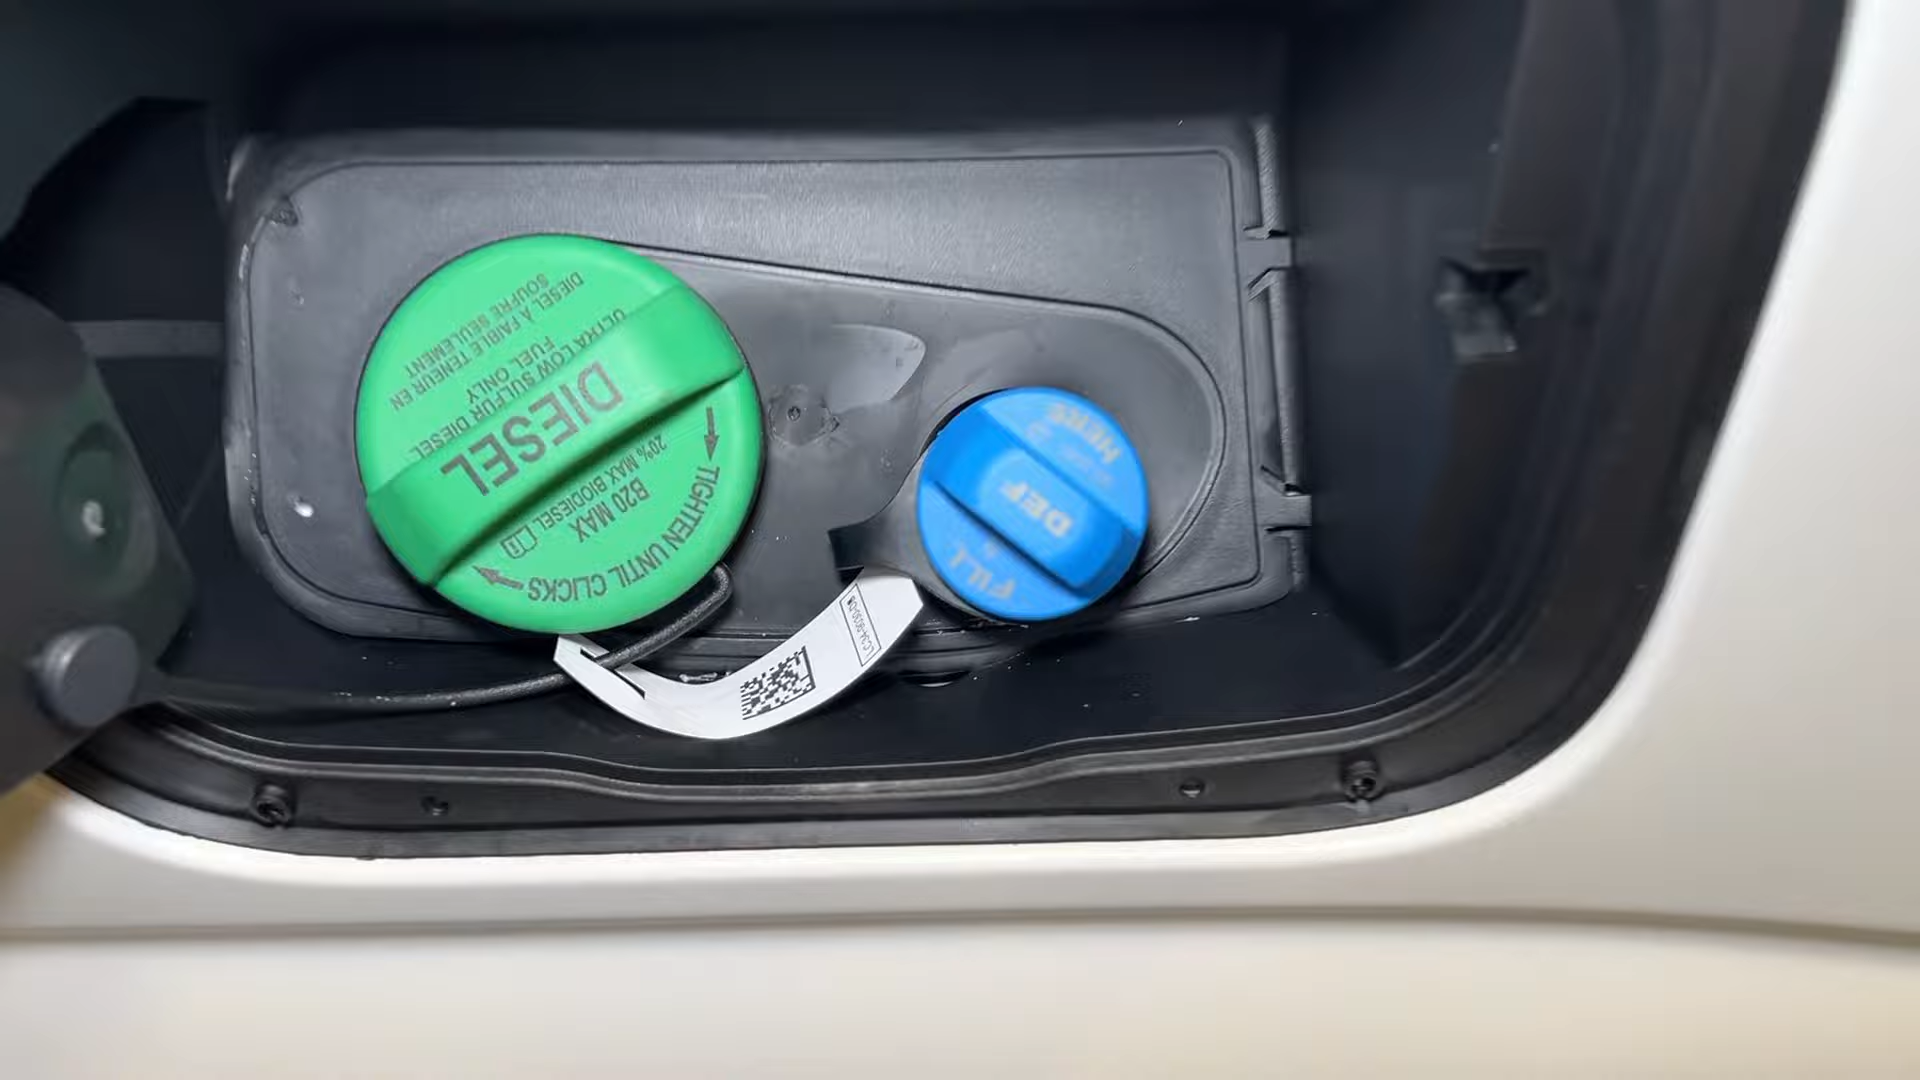 DIESEL À FAIBLE TENEUR EN
SOUFRE SEULEMENT
ULTRA LOW SULFUR DIESEL
FUEL ONLY
DIESEL
20% MAX BIODIESEL
B20 MAX
TIGHTEN UNTIL CLICKS
FILL
DEF
HERE